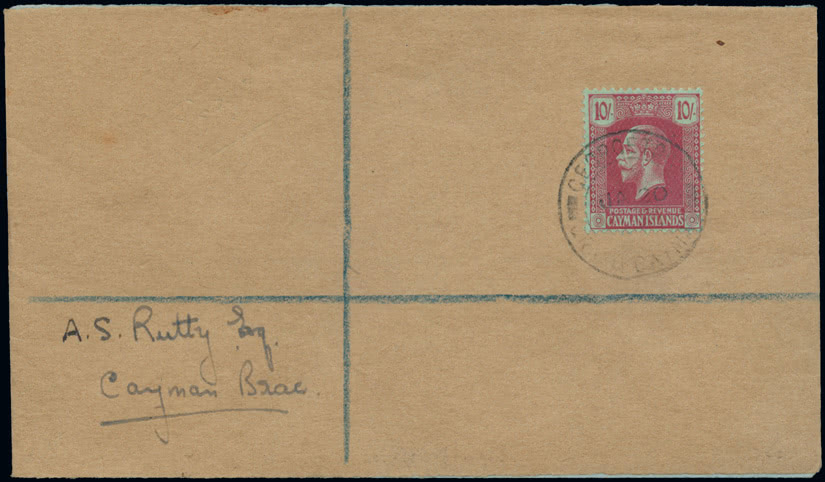 10/- 10/-
POSTAGE & REVENUE
CAYMAN ISLANDS
A.S. Rutty Esq.
Cayman Brac.